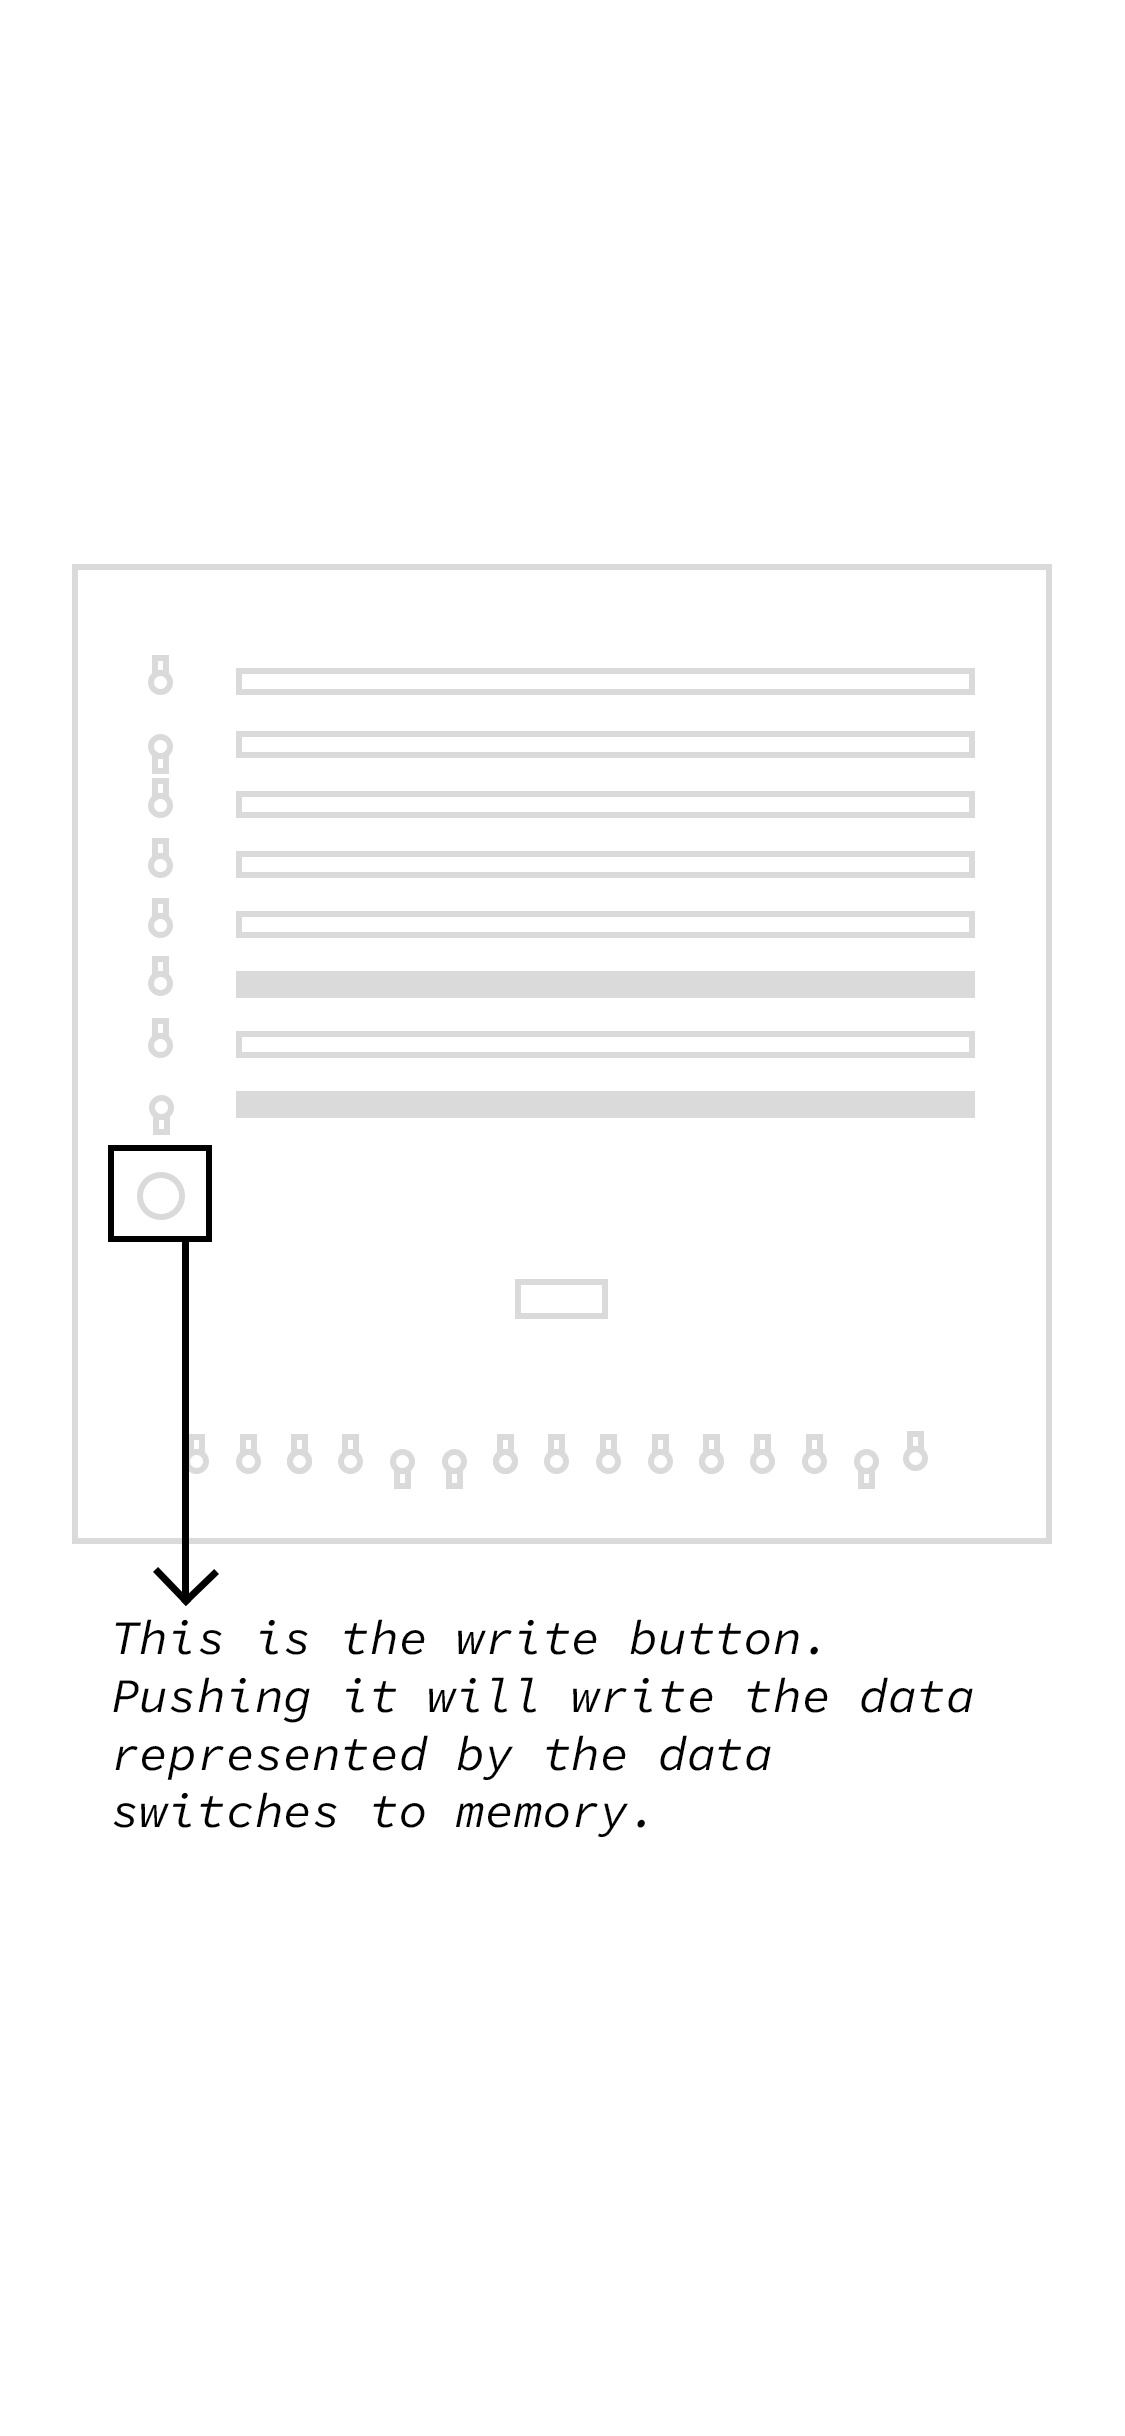 This is the write button.
Pushing it will write the data
represented by the data
switches to memory.